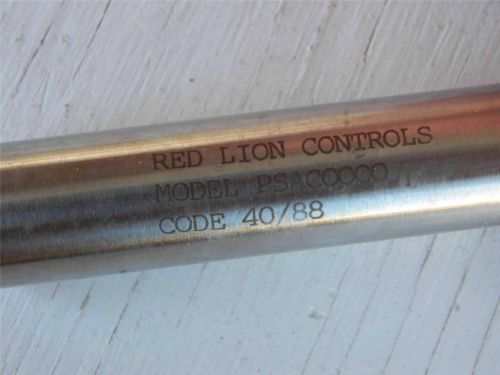 RED LION CONTROLS
MODEL PSAC0000
CODE 40/88